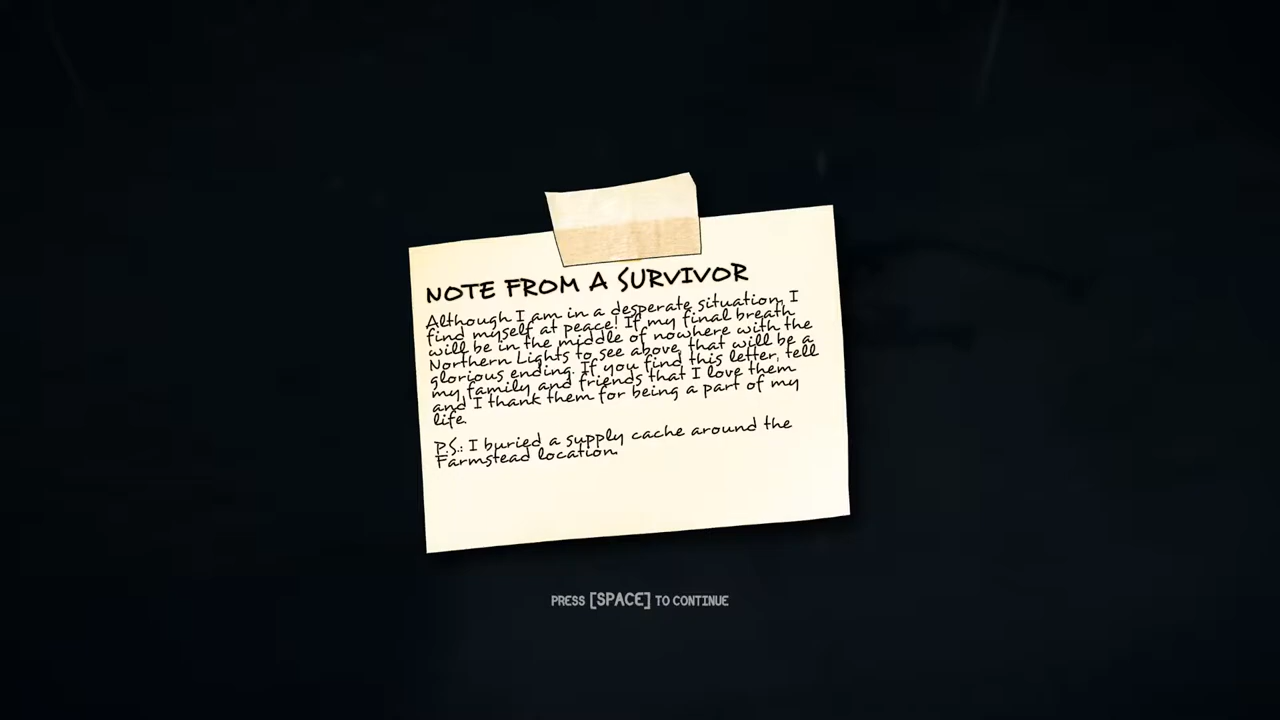 NOTE FROM A SURVIVOR
Although I am in a desperate situation, I
find myself at peace! If my final breath
will be in the middle of nowhere with the
Northern Lights to see above, that will be a
glorious ending. If you find this letter, tell
my family and friends that I love them
and I thank them for being a part of my
life.
P.S.: I buried a supply cache around the
Farmstead location.
PRESS [SPACE] TO CONTINUE